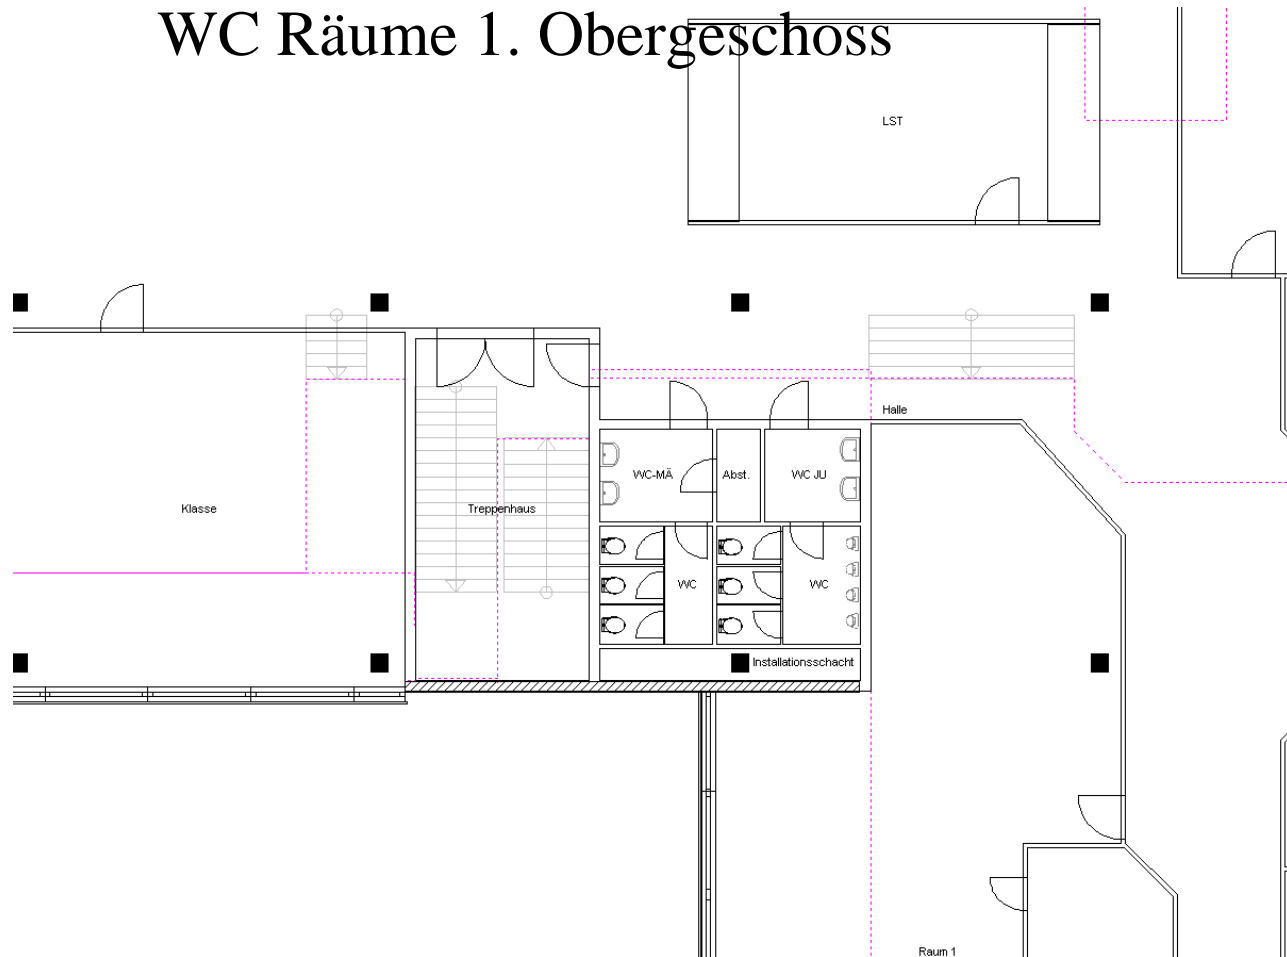 WC Räume 1. Obergeschoss
LST
Halle
WC-MÄ
Abst.
WC JU
Klasse
Treppenhaus
WC
WC
Installationsschacht
Raum 1